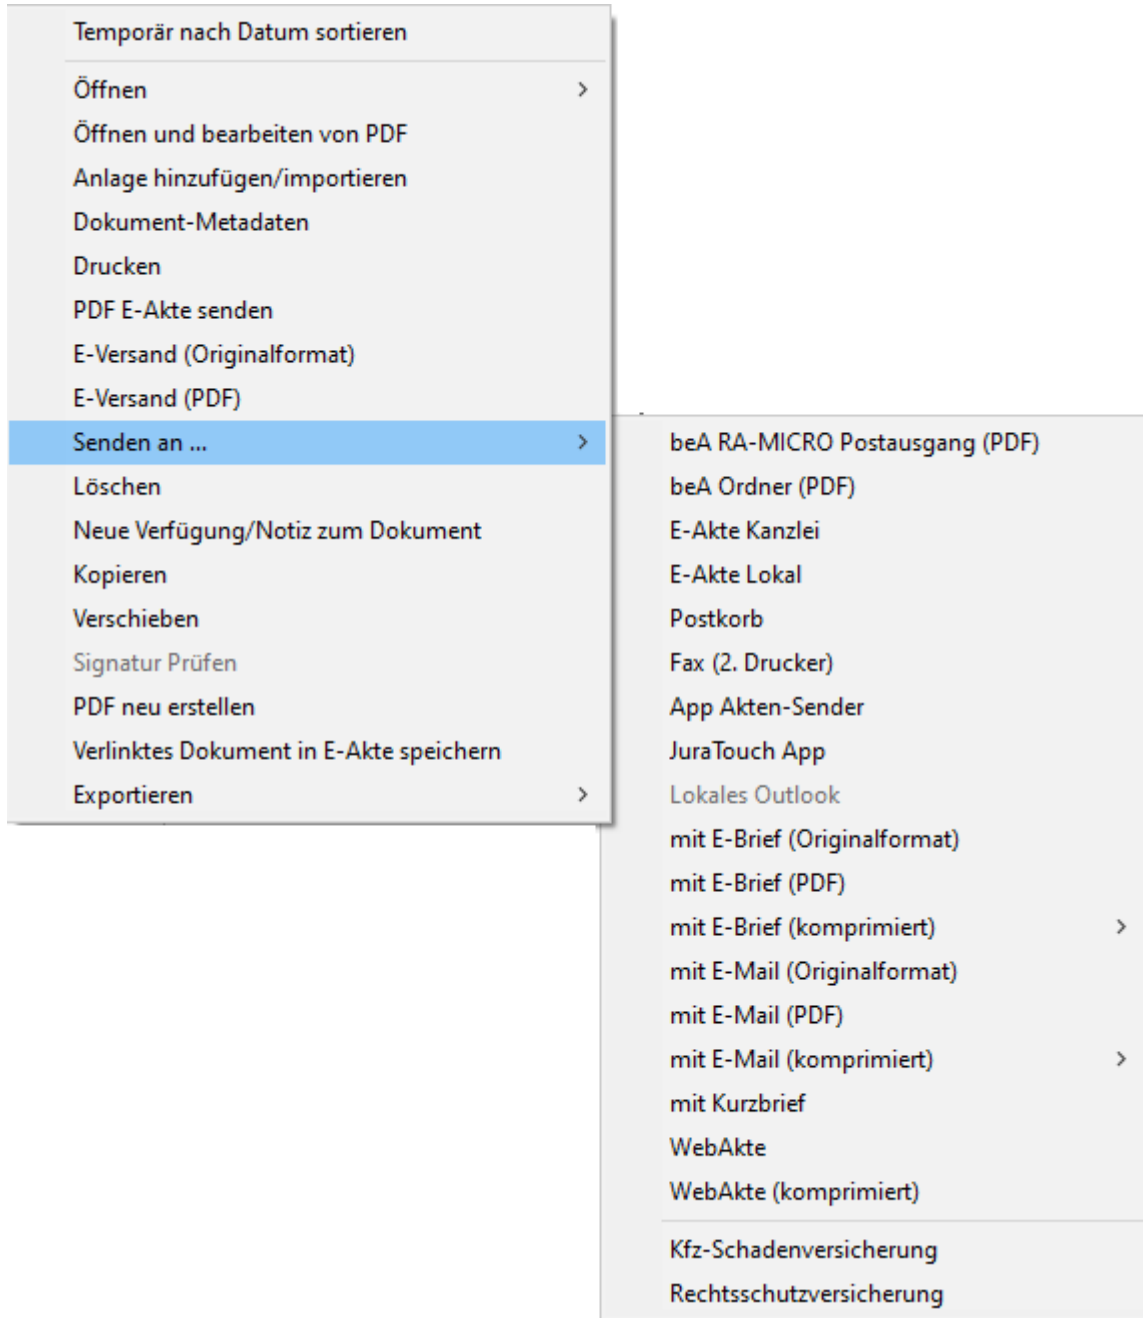 Temporär nach Datum sortieren
Öffnen
Öffnen und bearbeiten von PDF
Anlage hinzufügen/importieren
Dokument-Metadaten
Drucken
PDF E-Akte senden
E-Versand (Originalformat)
E-Versand (PDF)
Senden an ...
Löschen
Neue Verfügung/Notiz zum Dokument
Kopieren
Verschieben
Signatur Prüfen
PDF neu erstellen
Verlinktes Dokument in E-Akte speichern
Exportieren
beA RA-MICRO Postausgang (PDF)
beA Ordner (PDF)
E-Akte Kanzlei
E-Akte Lokal
Postkorb
Fax (2. Drucker)
App Akten-Sender
JuraTouch App
Lokales Outlook
mit E-Brief (Originalformat)
mit E-Brief (PDF)
mit E-Brief (komprimiert)
mit E-Mail (Originalformat)
mit E-Mail (PDF)
mit E-Mail (komprimiert)
mit Kurzbrief
WebAkte
WebAkte (komprimiert)
Kfz-Schadenversicherung
Rechtsschutzversicherung